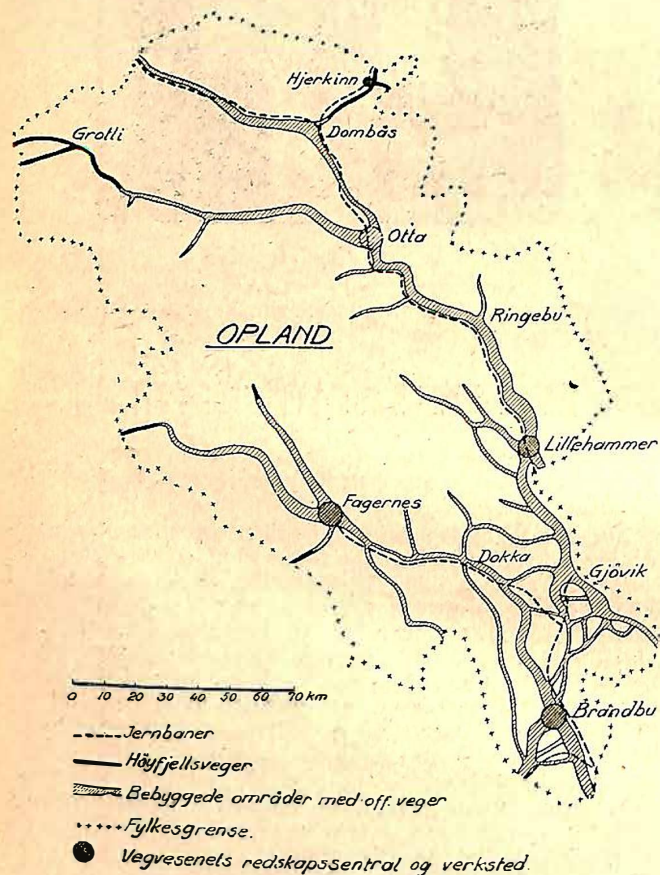 Hjerkinn
Grotli
Dombås
Otta
Ringebu
OPLAND
Lillehammer
Fagernes
Dokka
Gjövik
Brandbu
0 10 20 30 40 50 60 70 km
Jernbaner
Höyfjellsveger
Bebyggede områder med off. veger
Fylkesgrense.
Vegvesenets redskapssentral og verksted.